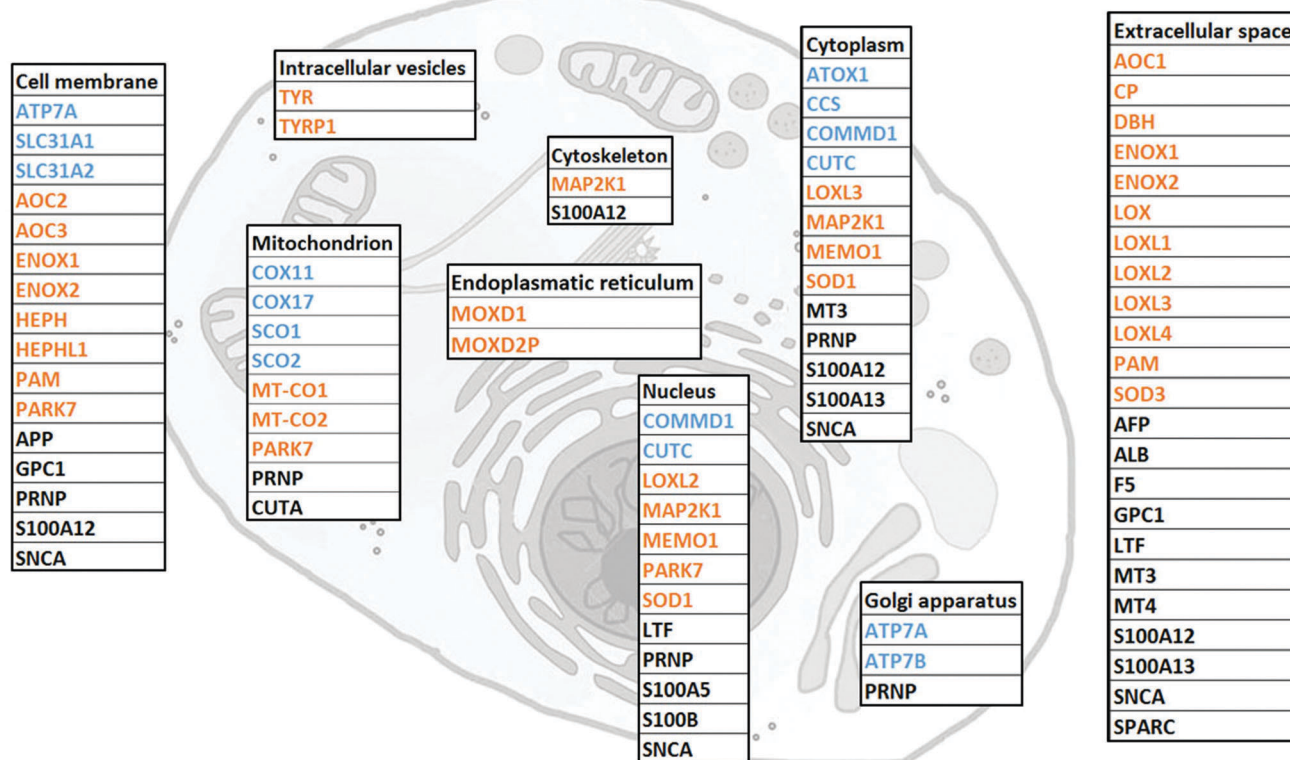 Cell membrane
ATP7A
SLC31A1
SLC31A2
AOC2
AOC3
ENOX1
ENOX2
HEPH
HEPHL1
PAM
PARK7
APP
GPC1
PRNP
S100A12
SNCA
Intracellular vesicles
TYR
TYRP1
Mitochondrion
COX11
COX17
SCO1
SCO2
MT-CO1
MT-CO2
PARK7
PRNP
CUTA
Cytoskeleton
MAP2K1
S100A12
Endoplasmatic reticulum
MOXD1
MOXD2P
Nucleus
COMMD1
CUTC
LOXL2
MAP2K1
MEMO1
PARK7
SOD1
LTF
PRNP
S100A5
S100B
SNCA
Cytoplasm
ATOX1
CCS
COMMD1
CUTC
LOXL3
MAP2K1
MEMO1
SOD1
MT3
PRNP
S100A12
S100A13
SNCA
Golgi apparatus
ATP7A
ATP7B
PRNP
Extracellular space
AOC1
CP
DBH
ENOX1
ENOX2
LOX
LOXL1
LOXL2
LOXL3
LOXL4
PAM
SOD3
AFP
ALB
F5
GPC1
LTF
MT3
MT4
S100A12
S100A13
SNCA
SPARC